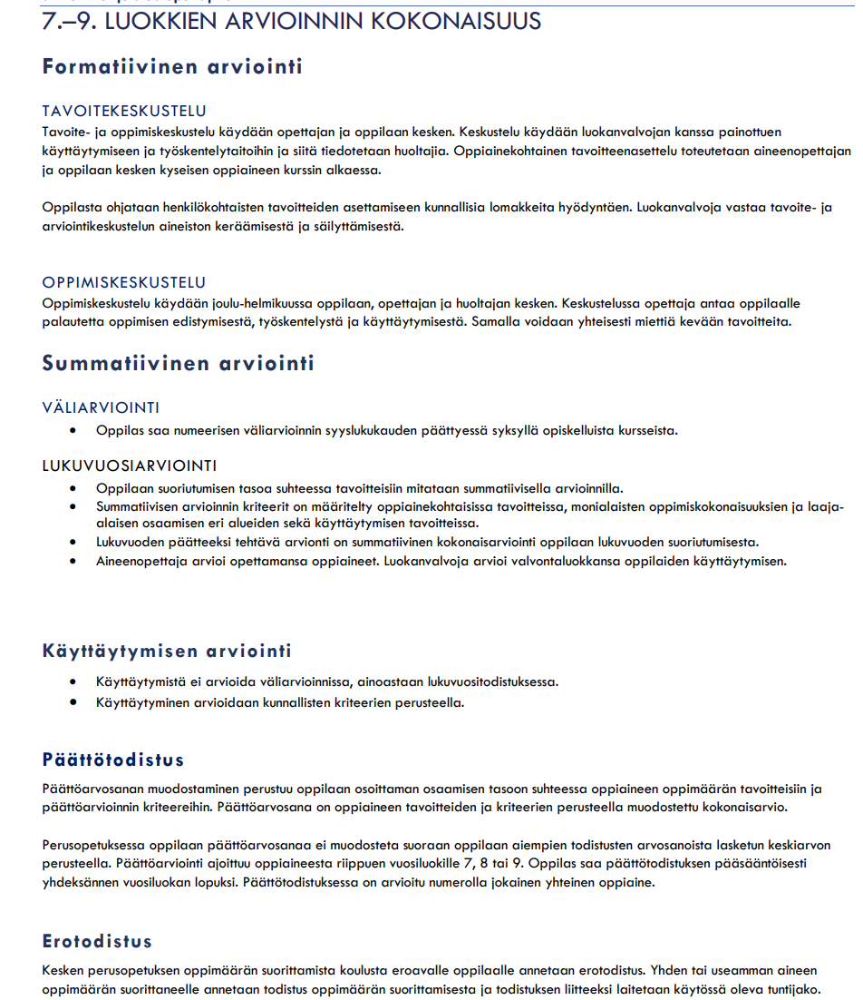 7.–9. LUOKKIEN ARVIOINNIN KOKONAISUUS
Formatiivinen arviointi
TAVOITEKESKUSTELU
Tavoite- ja oppimiskeskustelu käydään opettajan ja oppilaan kesken. Keskustelu käydään luokanvalvojan kanssa painottuen
käyttäytymiseen ja työskentelytaitoihin ja siitä tiedotetaan huoltajia. Oppiainekohtainen tavoitteenasettelu toteutetaan aineenopettajan
ja oppilaan kesken kyseisen oppiaineen kurssin alkaessa.
Oppilasta ohjataan henkilökohtaisten tavoitteiden asettamiseen kunnallisia lomakkeita hyödyntäen. Luokanvalvoja vastaa tavoite- ja
arviointikeskustelun aineiston keräämisestä ja säilyttämisestä.
OPPIMISKESKUSTELU
Oppimiskeskustelu käydään joulu-helmikuussa oppilaan, opettajan ja huoltajan kesken. Keskustelussa opettaja antaa oppilaalle
palautetta oppimisen edistymisestä, työskentelystä ja käyttäytymisestä. Samalla voidaan yhteisesti miettiä kevään tavoitteita.
Summatiivinen arviointi
VÄLIARVIOINTI
• Oppilas saa numeerisen väliarvioinnin syyslukukauden päättyessä syksyllä opiskelluista kursseista.
LUKUVUOSIARVIOINTI
• Oppilaan suoriutumisen tasoa suhteessa tavoitteisiin mitataan summatiivisella arvioinnilla.
• Summatiivisen arvioinnin kriteerit on määritelty oppiainekohtaisissa tavoitteissa, monialaisten oppimiskokonaisuuksien ja laaja-
alaisen osaamisen eri alueiden sekä käyttäytymisen tavoitteissa.
• Lukuvuoden päätteeksi tehtävä arvionti on summatiivinen kokonaisarviointi oppilaan lukuvuoden suoriutumisesta.
• Aineenopettaja arvioi opettamansa oppiaineet. Luokanvalvoja arvioi valvontaluokkansa oppilaiden käyttäytymisen.
Käyttäytymisen arviointi
• Käyttäytymistä ei arvioida väliarvioinnissa, ainoastaan lukuvuositodistuksessa.
• Käyttäytyminen arvioidaan kunnallisten kriteerien perusteella.
Päättötodistus
Päättöarvosanan muodostaminen perustuu oppilaan osoittaman osaamisen tasoon suhteessa oppiaineen oppimäärän tavoitteisiin ja
päättöarvioinnin kriteereihin. Päättöarvosana on oppiaineen tavoitteiden ja kriteerien perusteella muodostettu kokonaisarvio.
Perusopetuksessa oppilaan päättöarvosanaa ei muodosteta suoraan oppilaan aiempien todistusten arvosanoista lasketun keskiarvon
perusteella. Päättöarviointi ajoittuu oppiaineesta riippuen vuosiluokille 7, 8 tai 9. Oppilas saa päättötodistuksen pääsääntöisesti
yhdeksännen vuosiluokan lopuksi. Päättötodistuksessa on arvioitu numerolla jokainen yhteinen oppiaine.
Erotodistus
Kesken perusopetuksen oppimäärän suorittamista koulusta eroavalle oppilaalle annetaan erotodistus. Yhden tai useamman aineen
oppimäärän suorittaneelle annetaan todistus oppimäärän suorittamisesta ja todistuksen liitteeksi laitetaan käytössä oleva tuntijako.